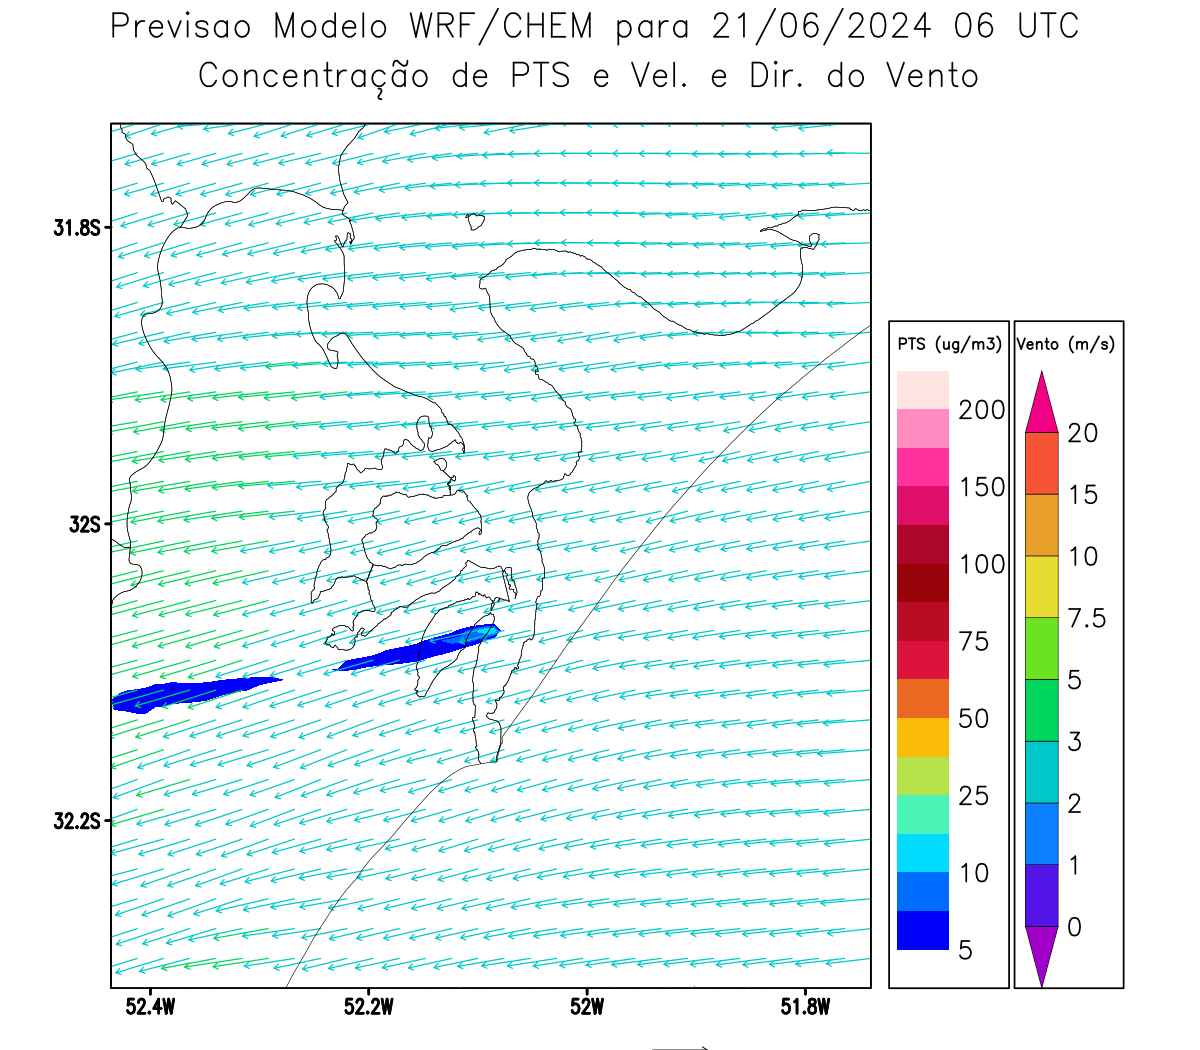 Previsao Modelo WRF/CHEM para 21/06/2024 06 UTC
Concentração de PTS e Vel. e Dir. do Vento
31.8S
32S
32.2S
52.4W 52.2W 52W 51.8W
PTS (ug/m3)
200
150
100
75
50
25
10
5
Vento (m/s)
20
15
10
7.5
5
3
2
1
0